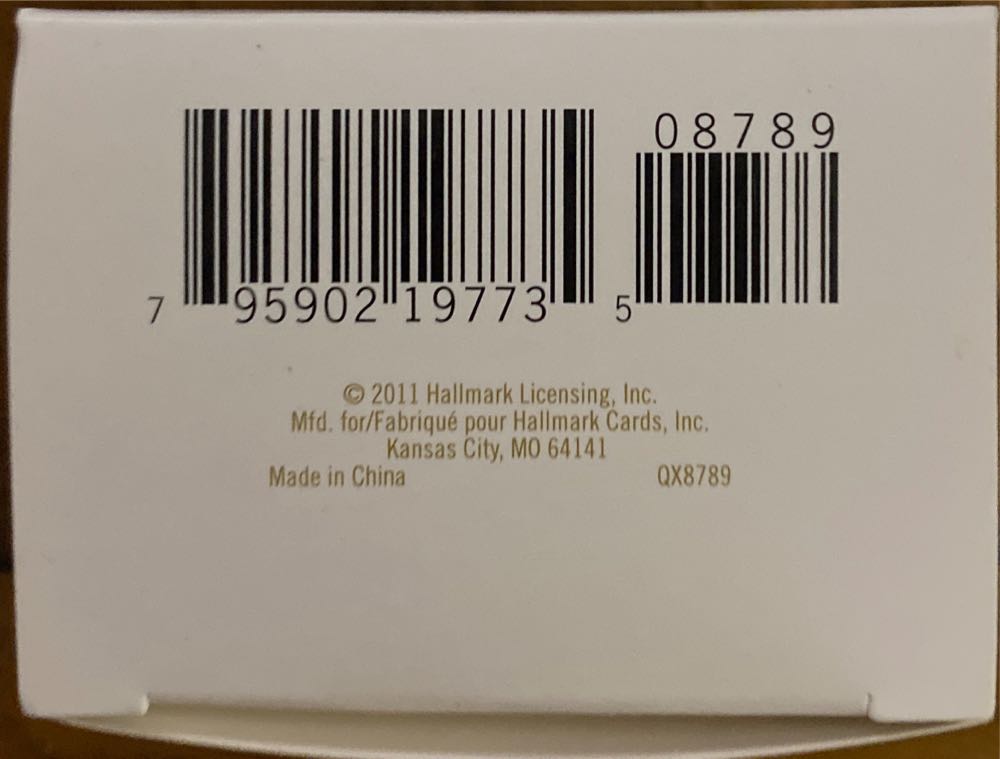 08789
7 95902 19773 5
© 2011 Hallmark Licensing, Inc.
Mfd. for/Fabriqué pour Hallmark Cards, Inc.
Kansas City, MO 64141
Made in China QX8789